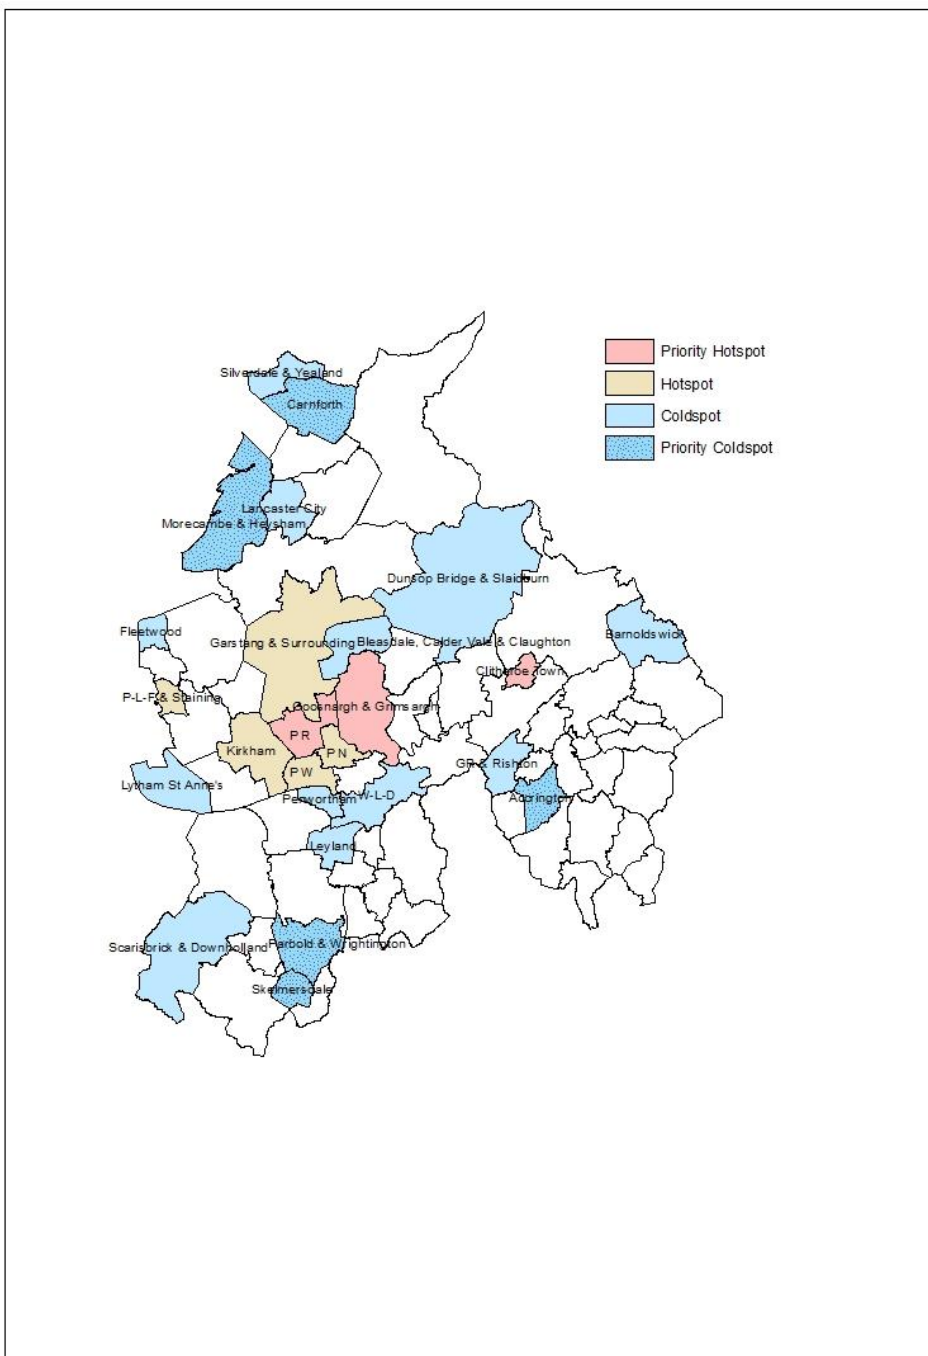 Priority Hotspot
Hotspot
Coldspot
Priority Coldspot
Silverdale & Yealand
Carnforth
Lancaster City
Morecambe & Heysham
Dunsop Bridge & Slaidburn
Fleetwood
Garstang & Surrounding
Bleasdale, Calder Vale & Claughton
Barnoldswick
Clitheroe Town
P-L-F & Staining
Goosnargh & Grimsargh
PR
Kirkham
PN
GR & Rishton
PW
Lytham St Anne's
Penwortham
W-L-D
Accrington
Leyland
Scarisbrick & Downholland
Parbold & Wrightington
Skelmersdale